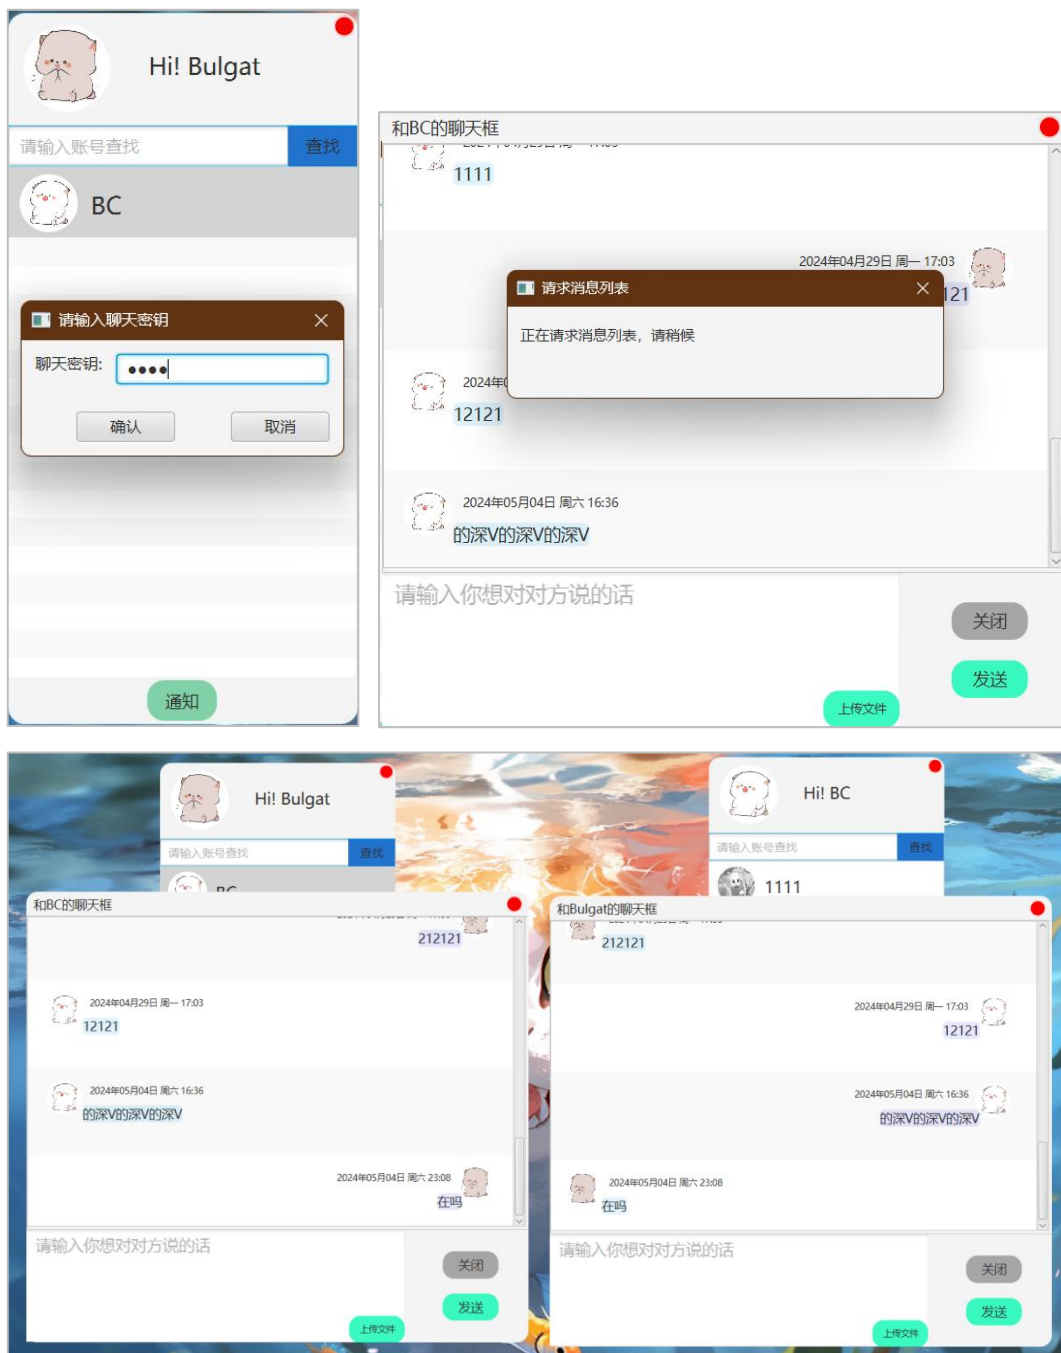 Hi! Bulgat
请输入账号查找
查找
BC
请输入聊天密钥
聊天密钥:
确认
取消
通知
和BC的聊天框
1111
2024年04月29日 周一 17:03
121
请求消息列表
正在请求消息列表，请稍候
12121
2024年05月04日 周六 16:36
的深V的深V的深V
请输入你想对对方说的话
关闭
发送
上传文件
Hi! Bulgat
请输入账号查找
查找
和BC的聊天框
212121
2024年04月29日 周一 17:03
12121
2024年05月04日 周六 16:36
的深V的深V的深V
2024年05月04日 周六 23:08
在吗
请输入你想对对方说的话
关闭
发送
上传文件
Hi! BC
请输入账号查找
查找
1111
和Bulgat的聊天框
212121
2024年04月29日 周一 17:03
12121
2024年05月04日 周六 16:36
的深V的深V的深V
2024年05月04日 周六 23:08
在吗
请输入你想对对方说的话
关闭
发送
上传文件